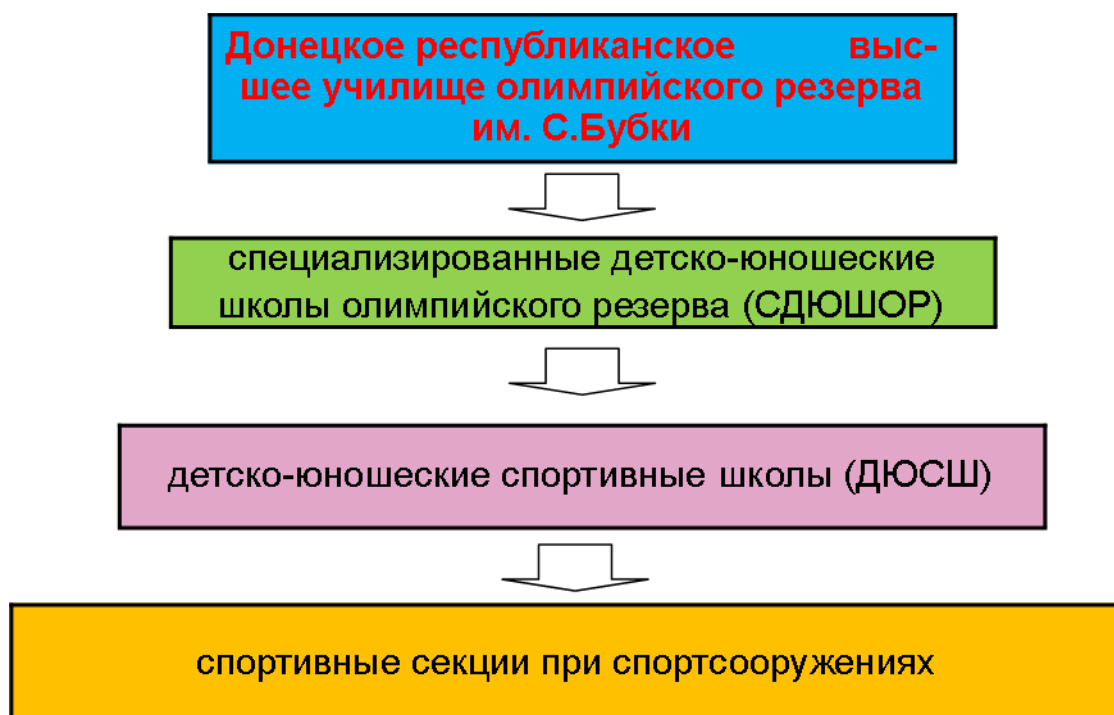 Донецкое республиканское выс-
шее училище олимпийского резерва
им. С.Бубки
специализированные детско-юношеские
школы олимпийского резерва (СДЮШОР)
детско-юношеские спортивные школы (ДЮСШ)
спортивные секции при спортсооружениях